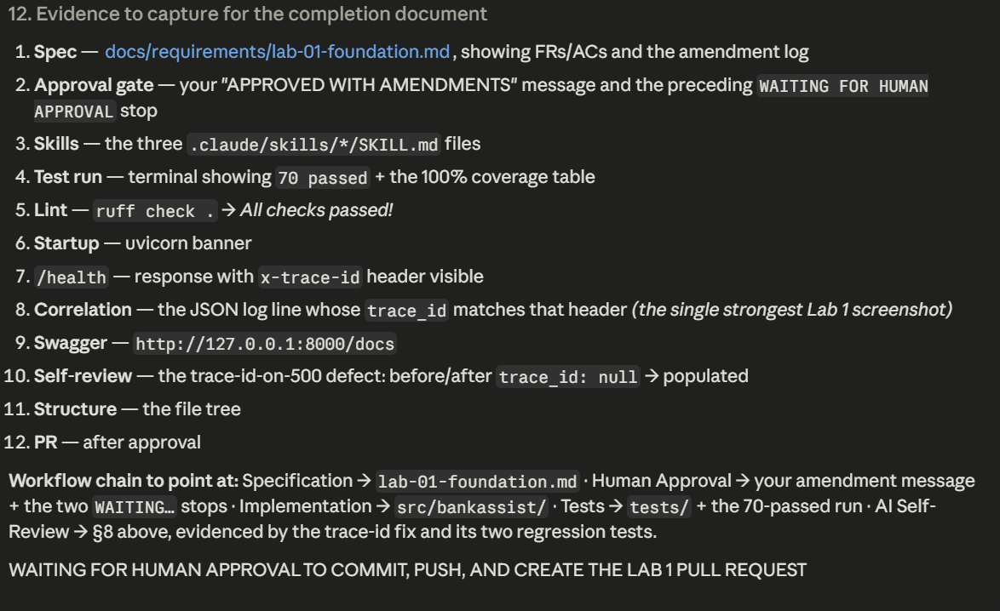 12. Evidence to capture for the completion document
1. Spec — docs/requirements/lab-01-foundation.md , showing FRs/ACs and the amendment log
2. Approval gate — your "APPROVED WITH AMENDMENTS" message and the preceding WAITING FOR HUMAN
APPROVAL stop
3. Skills — the three .claude/skills/*/SKILL.md files
4. Test run — terminal showing 70 passed + the 100% coverage table
5. Lint — ruff check . → All checks passed!
6. Startup — uvicorn banner
7. /health — response with x-trace-id header visible
8. Correlation — the JSON log line whose trace_id matches that header (the single strongest Lab 1 screenshot)
9. Swagger — http://127.0.0.1:8000/docs
10. Self-review — the trace-id-on-500 defect: before/after trace_id: null → populated
11. Structure — the file tree
12. PR — after approval
Workflow chain to point at: Specification → lab-01-foundation.md · Human Approval → your amendment message
+ the two WAITING… stops · Implementation → src/bankassist/ · Tests → tests/ + the 70-passed run · AI Self-
Review → §8 above, evidenced by the trace-id fix and its two regression tests.
WAITING FOR HUMAN APPROVAL TO COMMIT, PUSH, AND CREATE THE LAB 1 PULL REQUEST